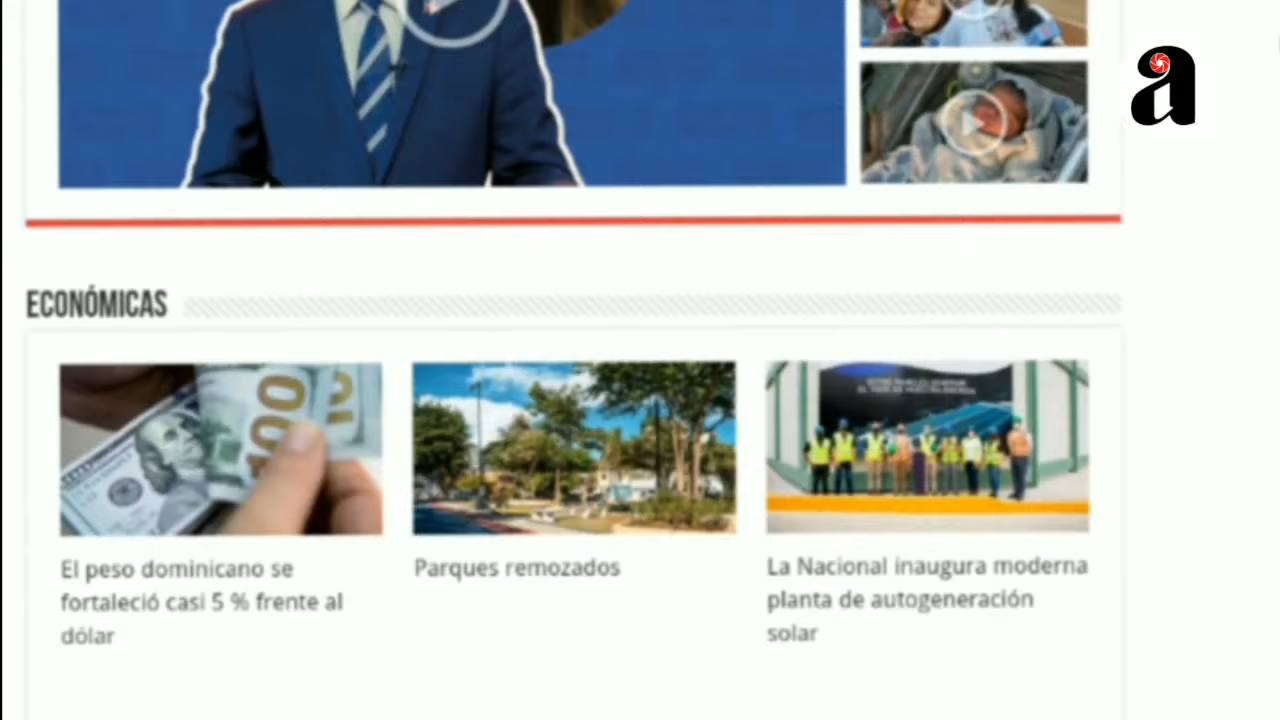 a
ECONÓMICAS
100
El peso dominicano se
fortaleció casi 5 % frente al
dólar
Parques remozados
La Nacional inaugura moderna
planta de autogeneración
solar